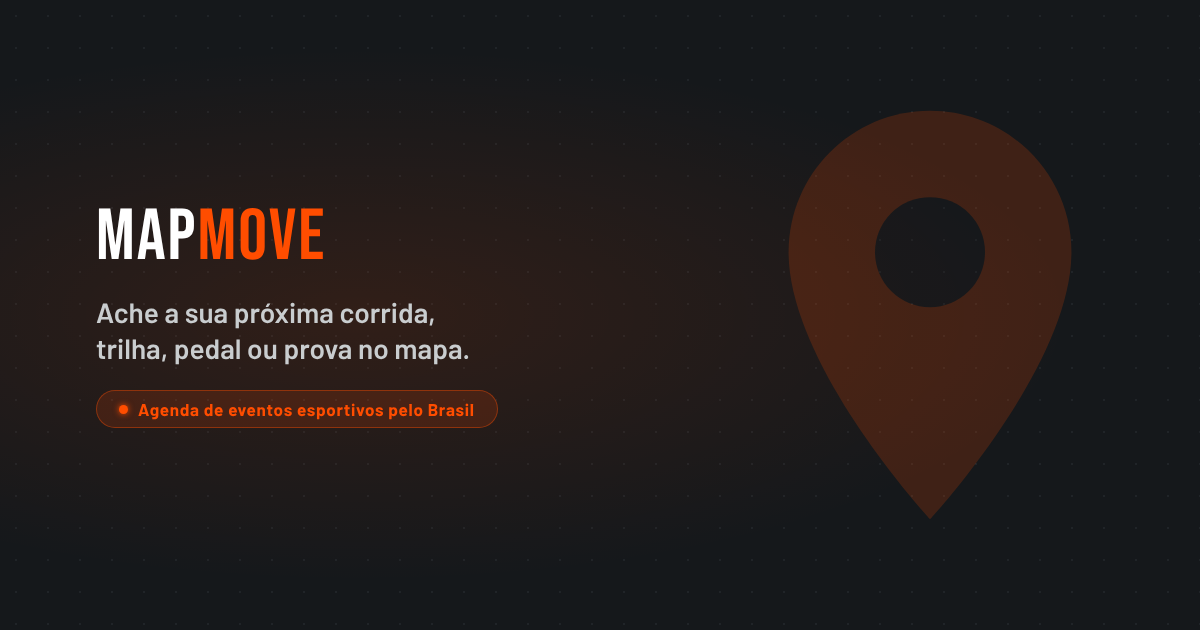 MAPMOVE
Ache a sua próxima corrida,
trilha, pedal ou prova no mapa.
Agenda de eventos esportivos pelo Brasil